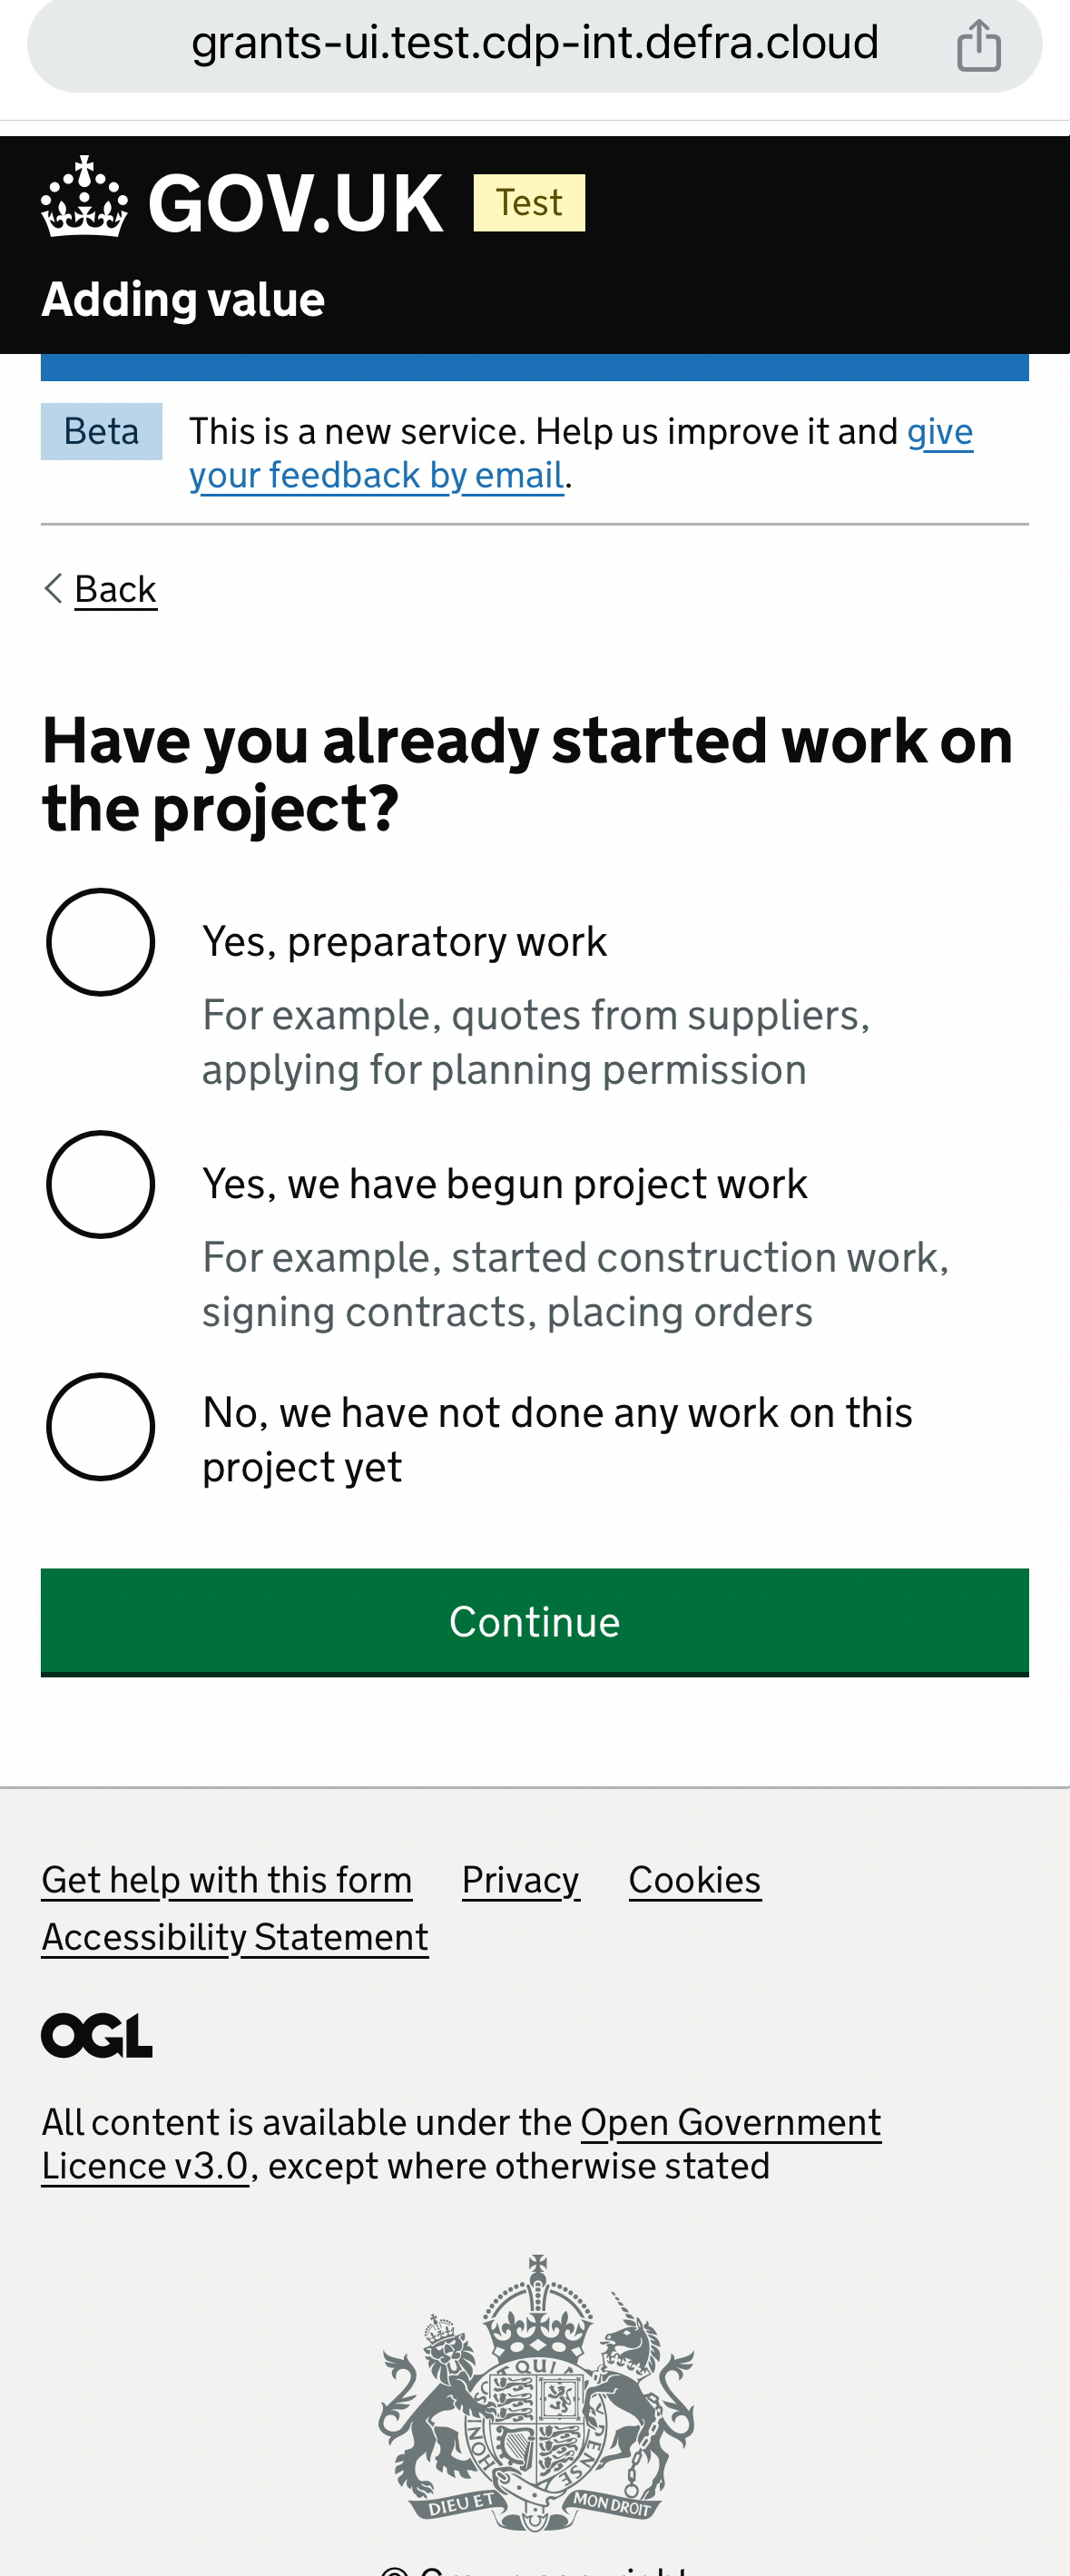 grants-ui.test.cdp-int.defra.cloud
GOV.UK Test
Adding value
Beta This is a new service. Help us improve it and give
your feedback by email.
Back
Have you already started work on
the project?
Yes, preparatory work
For example, quotes from suppliers,
applying for planning permission
Yes, we have begun project work
For example, started construction work,
signing contracts, placing orders
No, we have not done any work on this
project yet
Continue
Get help with this form Privacy Cookies
Accessibility Statement
OGL
All content is available under the Open Government
Licence v3.0, except where otherwise stated
QUI
HONI
PENSE
DIEU ET MON DROIT